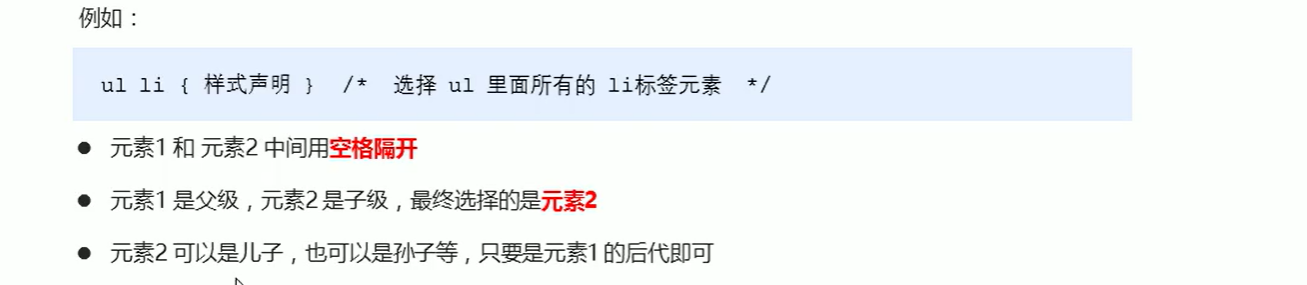 例如：
ul li { 样式声明 }  /*  选择 ul 里面所有的 li标签元素  */
● 元素1 和 元素2 中间用空格隔开
● 元素1 是父级，元素2 是子级，最终选择的是元素2
● 元素2 可以是儿子，也可以是孙子等，只要是元素1 的后代即可